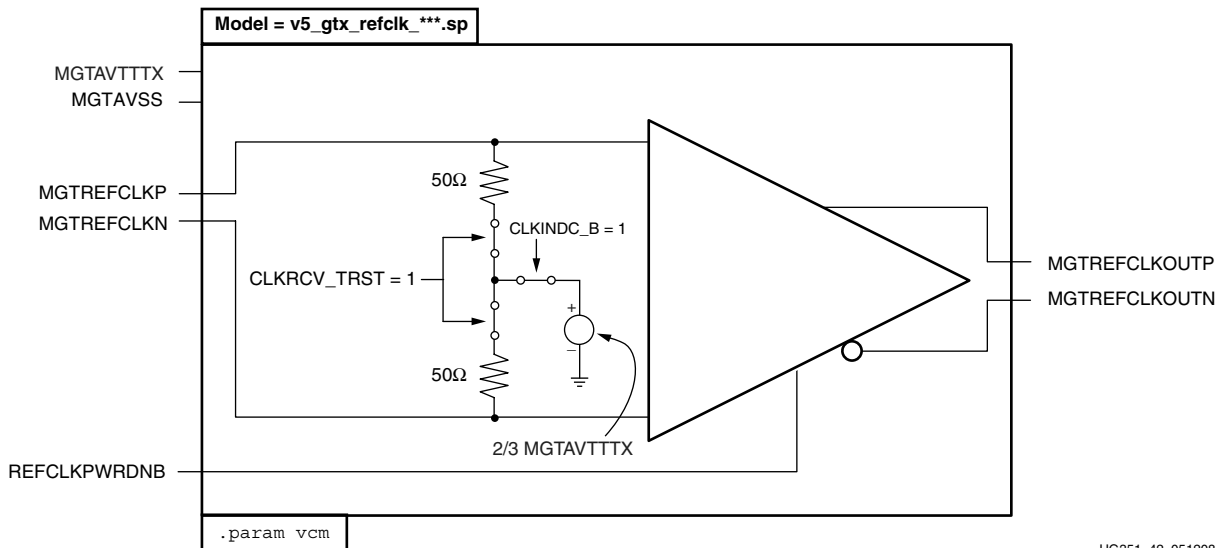 Model = v5_gtx_refclk_***.sp
MGTAVTTTX
MGTAVSS
MGTREFCLKP
MGTREFCLKN
50Ω
CLKINDC_B = 1
CLKRCV_TRST = 1
+
–
50Ω
2/3 MGTAVTTTX
MGTREFCLKOUTP
MGTREFCLKOUTN
REFCLKPWRDNB
.param vcm